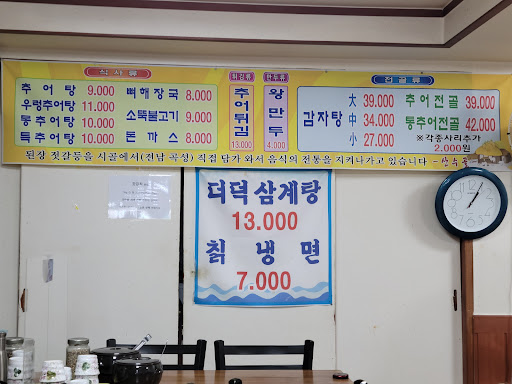 식사류
추어탕 9.000
우렁추어탕 11.000
통추어탕 10.000
특추어탕 10.000
뼈해장국 8.000
소뚝불고기 9.000
돈까스 8.000
튀김류
추어튀김
13.000
만두류
왕만두
4.000
전골류
감자탕
大 39.000
中 34.000
小 27.000
추어전골 39.000
통추어전골 42.000
※각종사리추가
2.000원
된장 젓갈등을 시골에서(전남 곡성) 직접 담가 와서 음식의 전통을 지켜나가고 있습니다
더덕삼계탕
13.000
칡냉면
7.000